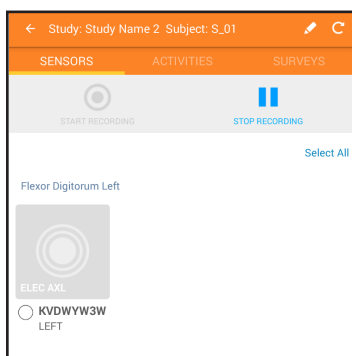 Study: Study Name 2 Subject: S_01
SENSORS ACTIVITIES SURVEYS
START RECORDING STOP RECORDING
Select All
Flexor Digitorum Left
ELEC AXL
KVDWYW3W
LEFT